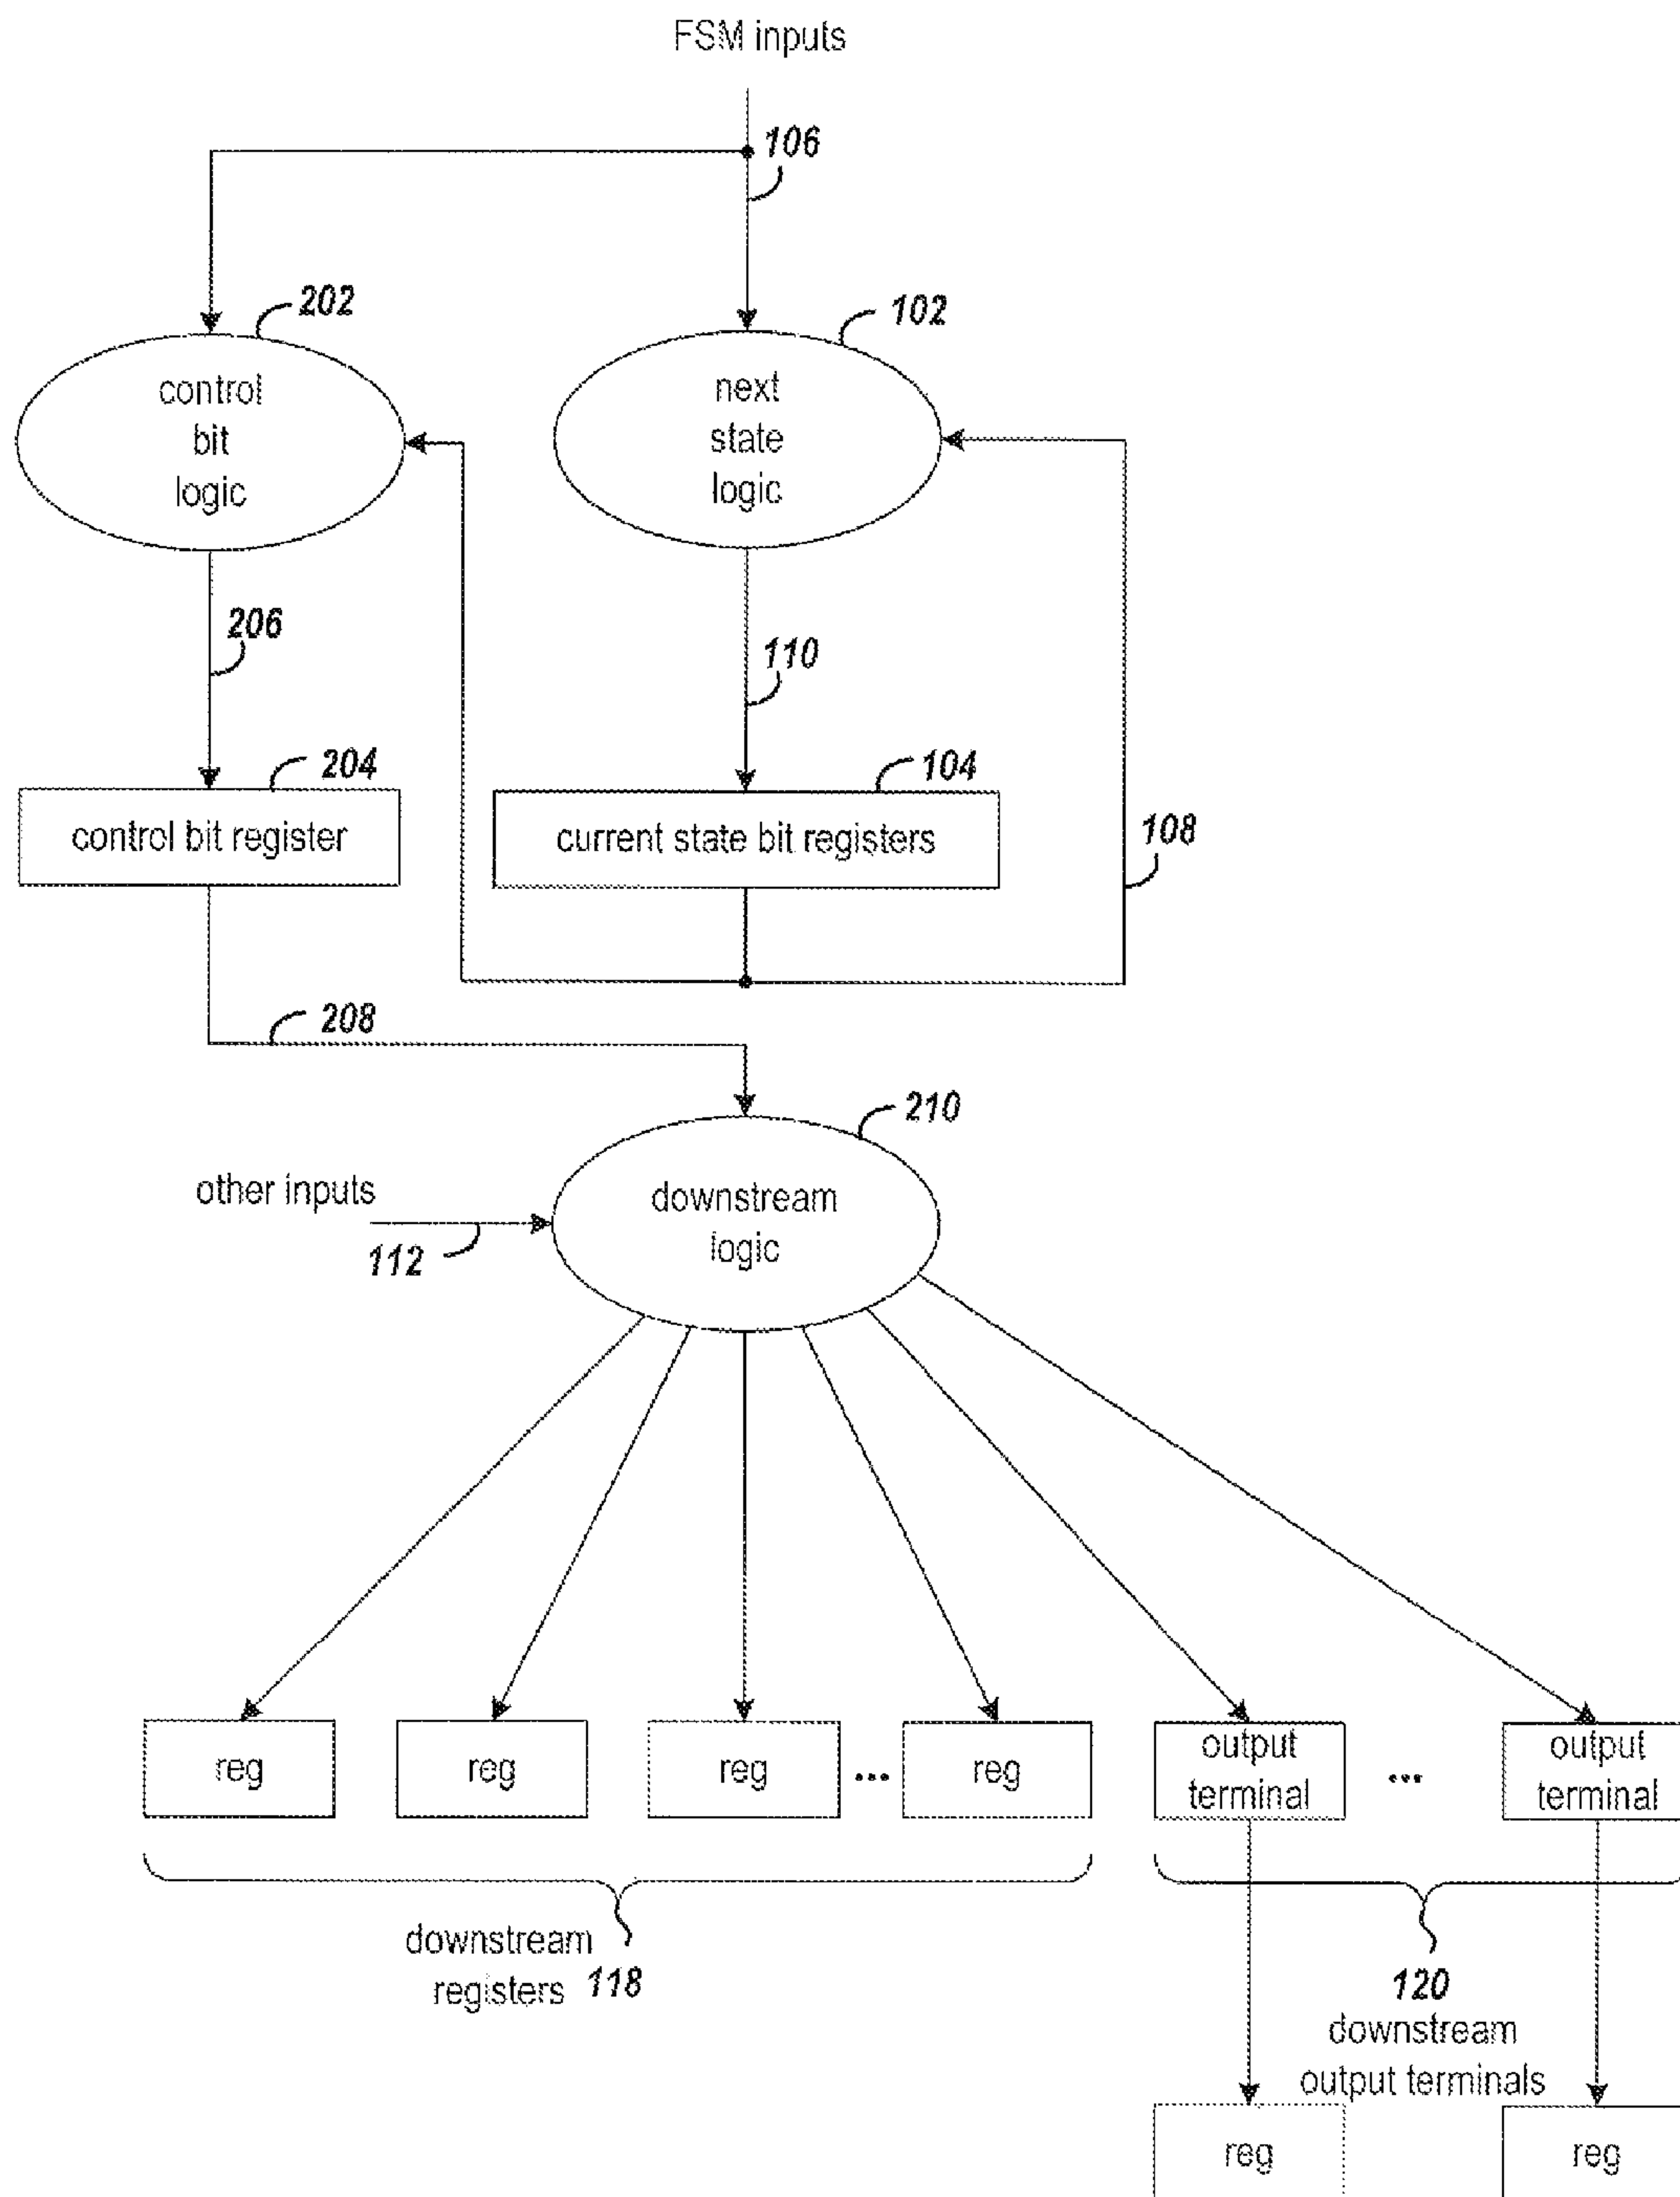 FSM inputs
106
202
102
control
bit
logic
next
state
logic
206
110
204
104
control bit register
current state bit registers
108
208
210
other inputs
112
downstream
logic
reg
reg
reg
...
reg
output
terminal
...
output
terminal
downstream
registers 118
120
downstream
output terminals
reg
reg